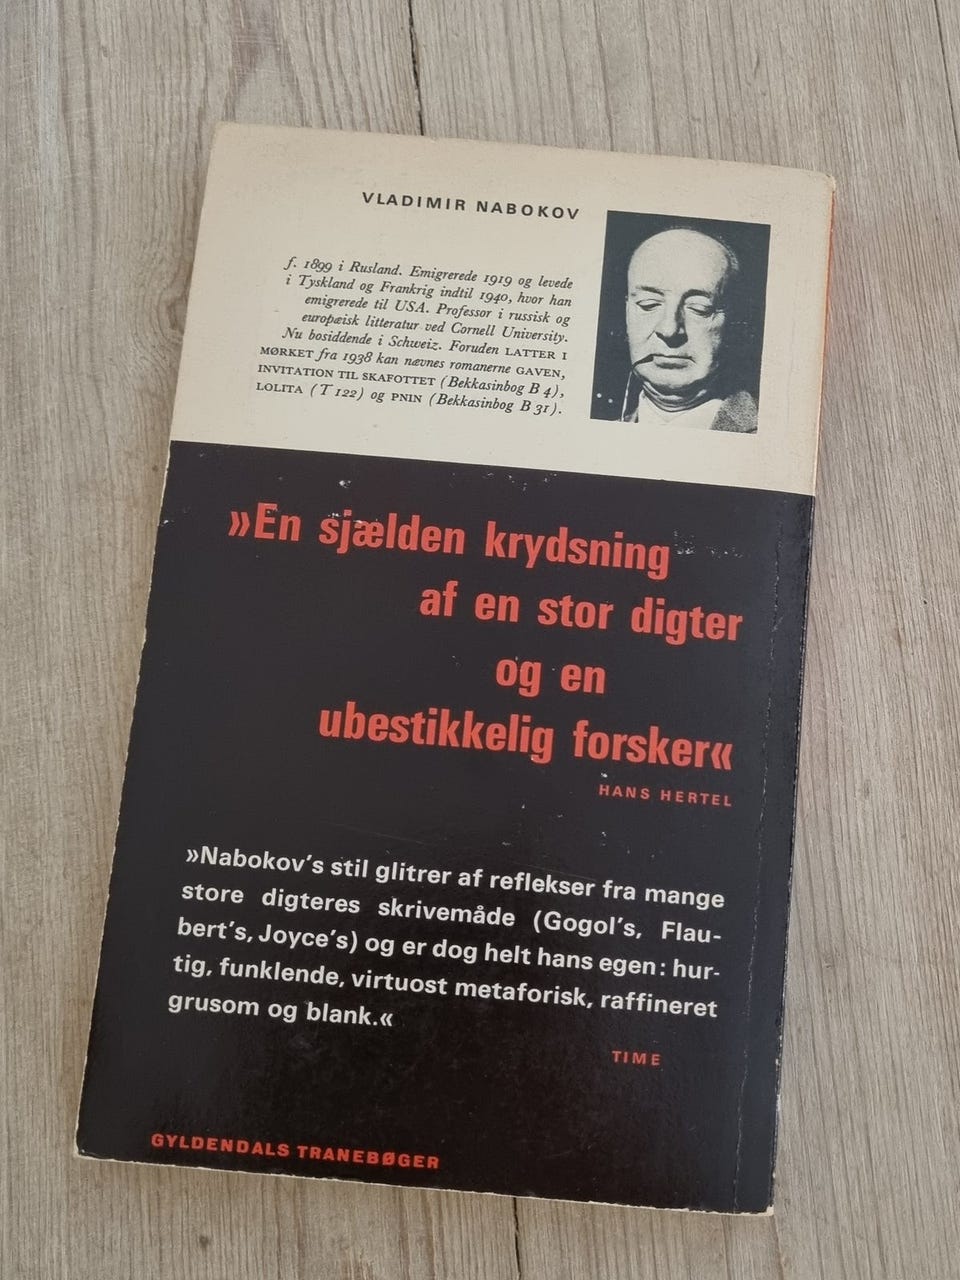 VLADIMIR NABOKOV
f. 1899 i Rusland. Emigrerede 1919 og levede
i Tyskland og Frankrig indtil 1940, hvor han
emigrerede til USA. Professor i russisk og
europæisk litteratur ved Cornell University.
Nu bosiddende i Schweiz. Foruden LATTER I
MØRKET fra 1938 kan nævnes romanerne GAVEN,
INVITATION TIL SKAFOTTET (Bekkasinbog B 4),
LOLITA (T 122) og PNIN (Bekkasinbog B 31).
»En sjælden krydsning
af en stor digter
og en
ubestikkelig forsker«
HANS HERTEL
»Nabokov's stil glitrer af reflekser fra mange
store digteres skrivemåde (Gogol's, Flau-
bert's, Joyce's) og er dog helt hans egen: hur-
tig, funklende, virtuost metaforisk, raffineret
grusom og blank.«
TIME
GYLDENDALS TRANEBØGER